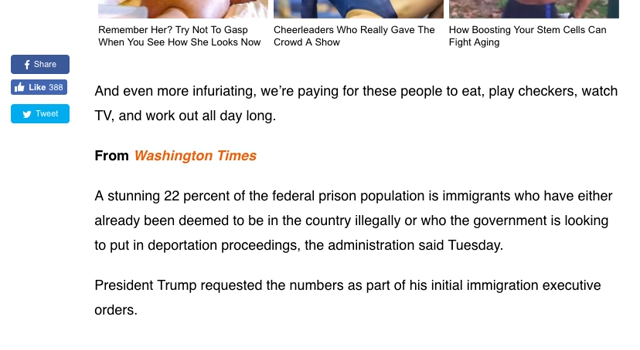 Remember Her? Try Not To Gasp
When You See How She Looks Now
Cheerleaders Who Really Gave The
Crowd A Show
How Boosting Your Stem Cells Can
Fight Aging
Share
Like 388
Tweet
And even more infuriating, we’re paying for these people to eat, play checkers, watch
TV, and work out all day long.
From Washington Times
A stunning 22 percent of the federal prison population is immigrants who have either
already been deemed to be in the country illegally or who the government is looking
to put in deportation proceedings, the administration said Tuesday.
President Trump requested the numbers as part of his initial immigration executive
orders.